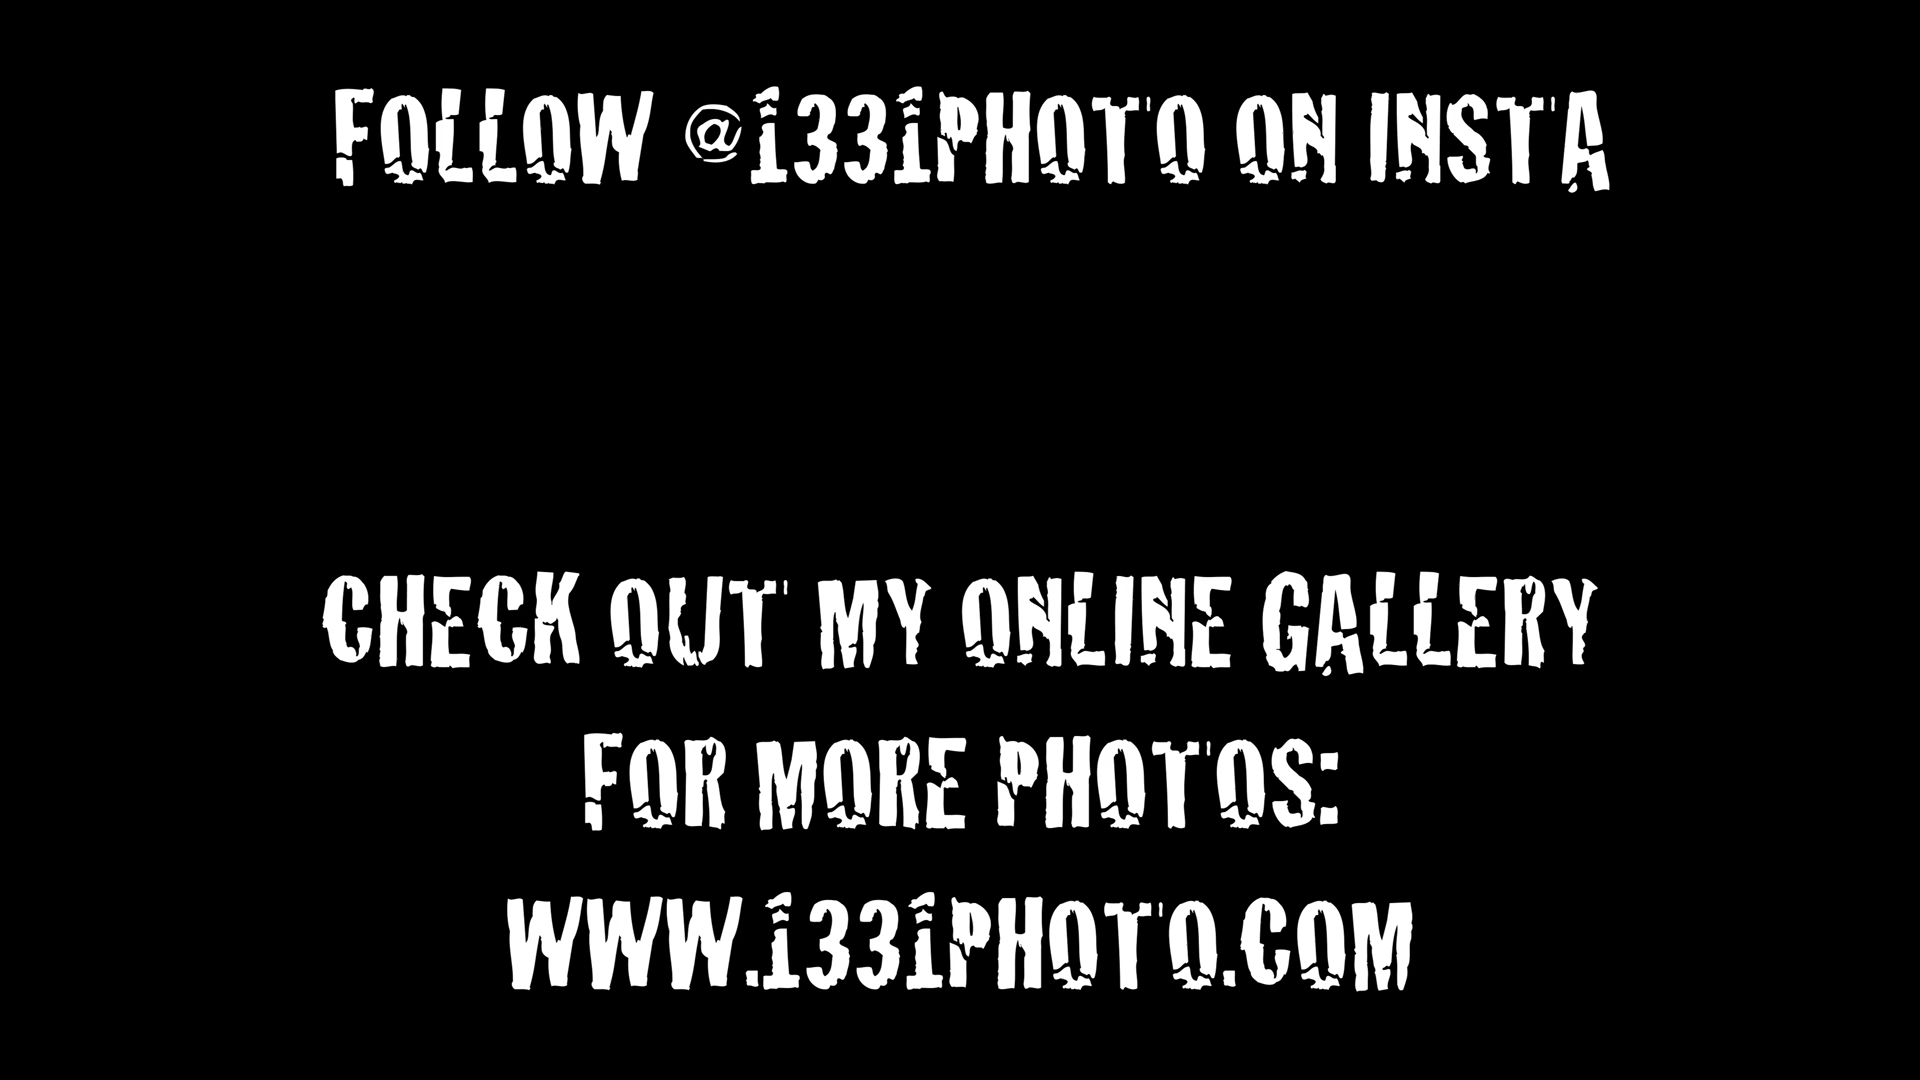 FOLLOW @1331PHOTO ON INSTA
CHECK OUT MY ONLINE GALLERY
FOR MORE PHOTOS:
WWW.1331PHOTO.COM